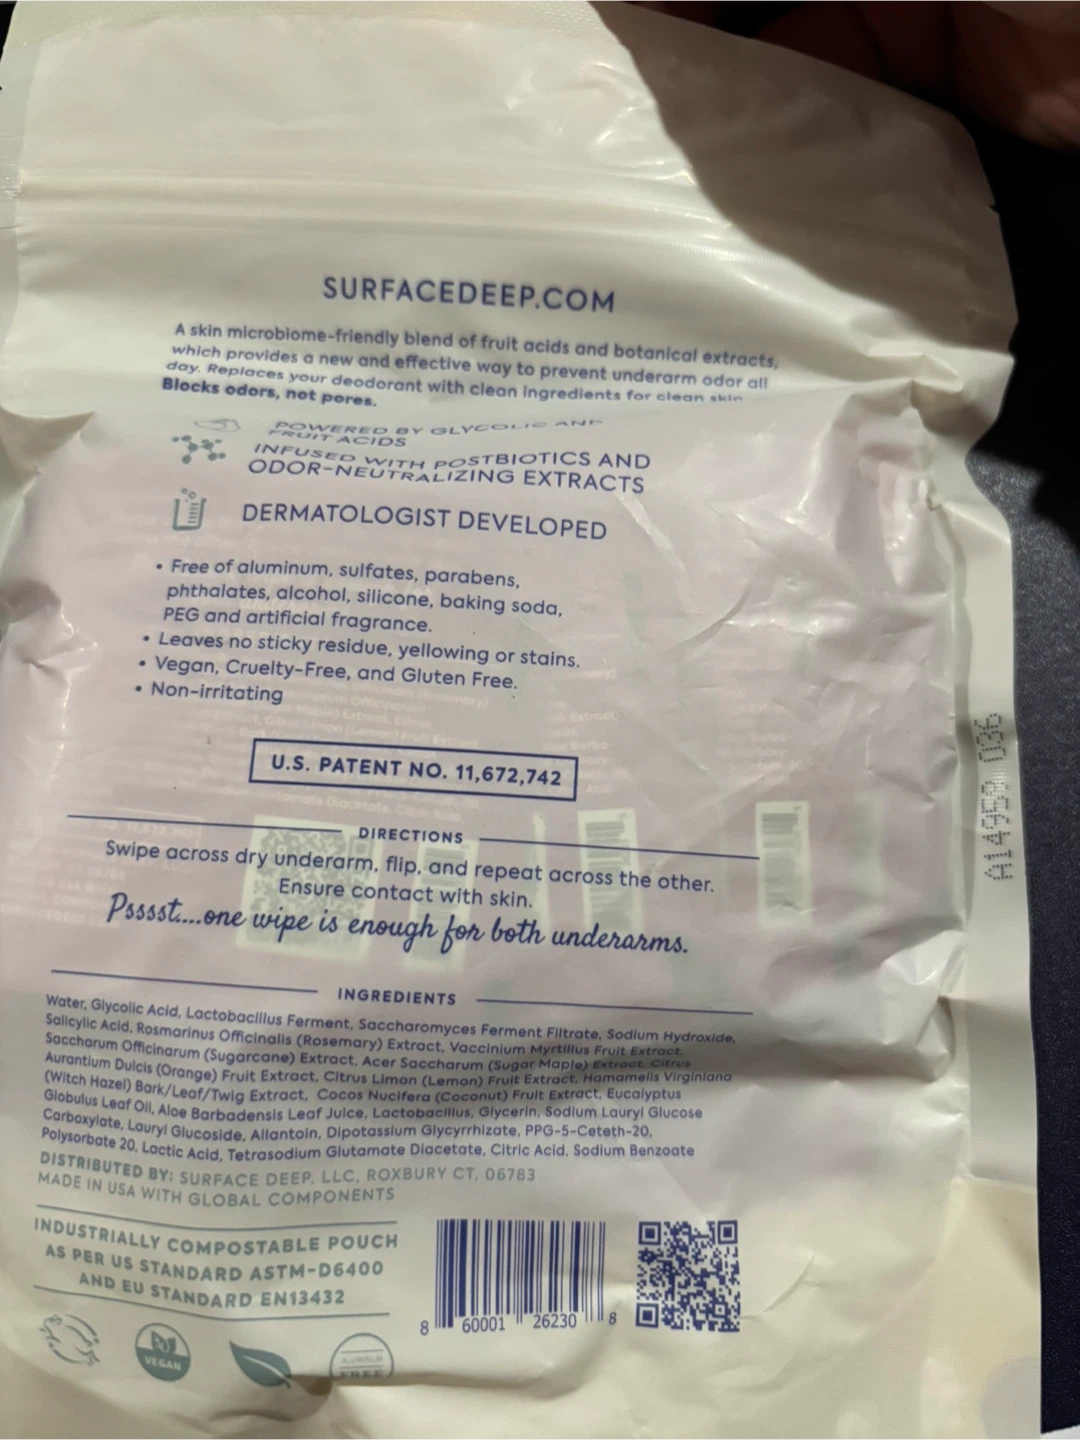 SURFACEDEEP.COM
A skin microbiome-friendly blend of fruit acids and botanical extracts,
which provides a new and effective way to prevent underarm odor all
day. Replaces your deodorant with clean ingredients for clean skin
Blocks odors, not pores.
POWERED BY GLYCOLIC AND
FRUIT ACIDS
INFUSED WITH POSTBIOTICS AND
ODOR-NEUTRALIZING EXTRACTS
DERMATOLOGIST DEVELOPED
• Free of aluminum, sulfates, parabens,
phthalates, alcohol, silicone, baking soda,
PEG and artificial fragrance.
• Leaves no sticky residue, yellowing or stains.
• Vegan, Cruelty-Free, and Gluten Free.
• Non-irritating
U.S. PATENT NO. 11,672,742
DIRECTIONS
Swipe across dry underarm, flip, and repeat across the other.
Ensure contact with skin.
Psssst....one wipe is enough for both underarms.
INGREDIENTS
Water, Glycolic Acid, Lactobacillus Ferment, Saccharomyces Ferment Filtrate, Sodium Hydroxide,
Salicylic Acid, Rosmarinus Officinalis (Rosemary) Extract, Vaccinium Myrtillus Fruit Extract,
Saccharum Officinarum (Sugarcane) Extract, Acer Saccharum (Sugar Maple) Extract, Citrus
Aurantium Dulcis (Orange) Fruit Extract, Citrus Limon (Lemon) Fruit Extract, Hamamelis Virginiana
(Witch Hazel) Bark/Leaf/Twig Extract, Cocos Nucifera (Coconut) Fruit Extract, Eucalyptus
Globulus Leaf Oil, Aloe Barbadensis Leaf Juice, Lactobacillus, Glycerin, Sodium Lauryl Glucose
Carboxylate, Lauryl Glucoside, Allantoin, Dipotassium Glycyrrhizate, PPG-5-Ceteth-20,
Polysorbate 20, Lactic Acid, Tetrasodium Glutamate Diacetate, Citric Acid, Sodium Benzoate
DISTRIBUTED BY: SURFACE DEEP, LLC, ROXBURY CT, 06783
MADE IN USA WITH GLOBAL COMPONENTS
INDUSTRIALLY COMPOSTABLE POUCH
AS PER US STANDARD ASTM-D6400
AND EU STANDARD EN13432
8 60001 26230 8
VEGAN
ALUMINUM
FREE